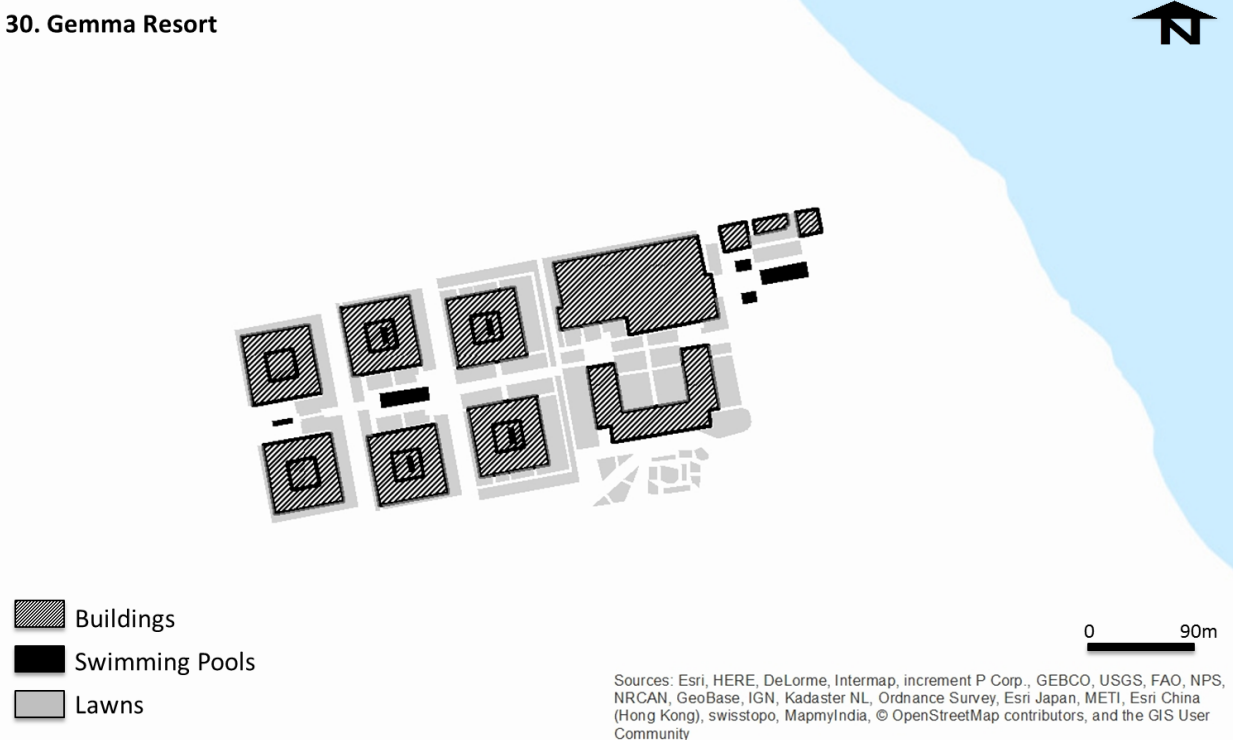 30. Gemma Resort
N
Buildings
Swimming Pools
Lawns
0 90m
Sources: Esri, HERE, DeLorme, Intermap, increment P Corp., GEBCO, USGS, FAO, NPS,
NRCAN, GeoBase, IGN, Kadaster NL, Ordnance Survey, Esri Japan, METI, Esri China
(Hong Kong), swisstopo, MapmyIndia, © OpenStreetMap contributors, and the GIS User
Community